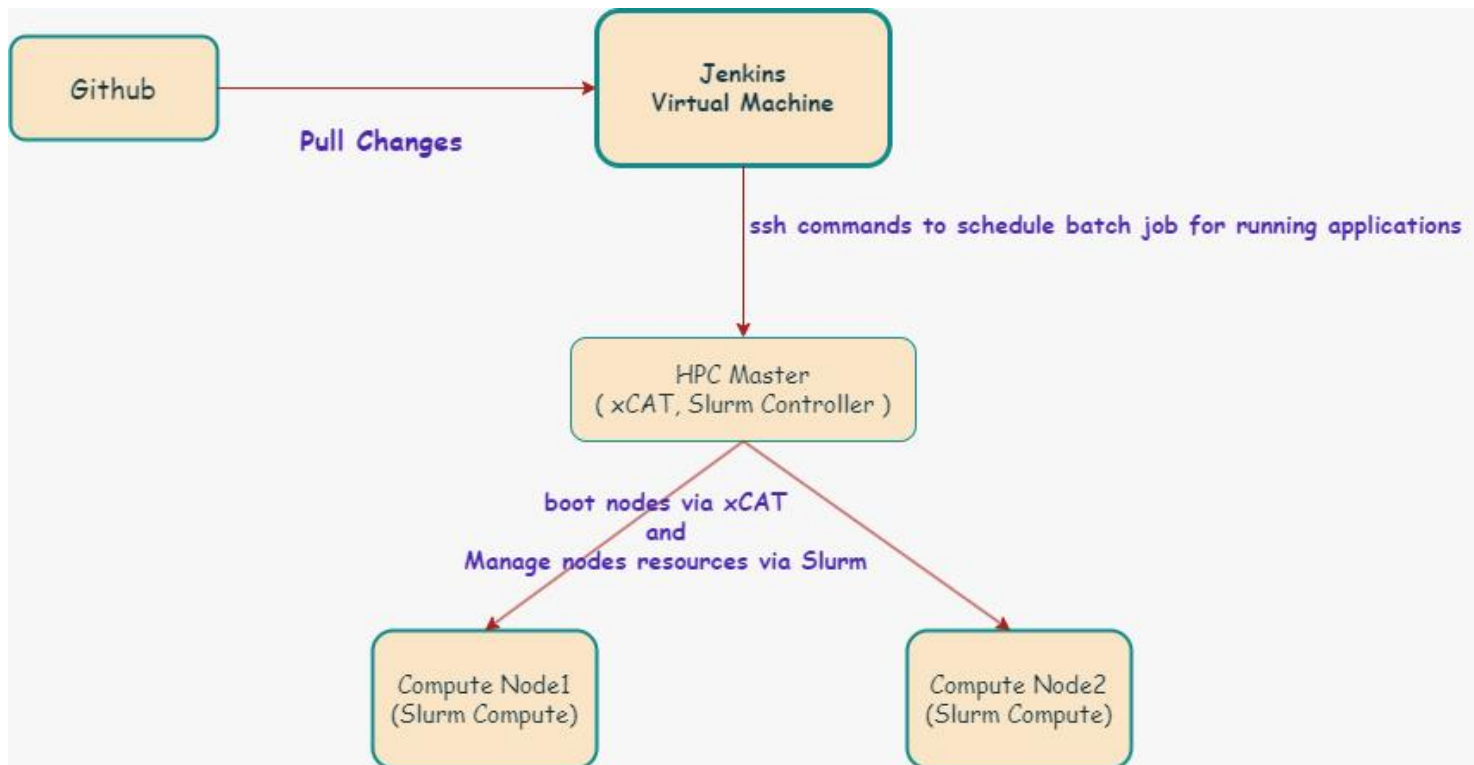 Github
Jenkins
Virtual Machine
Pull Changes
ssh commands to schedule batch job for running applications
HPC Master
( xCAT, Slurm Controller )
boot nodes via xCAT
and
Manage nodes resources via Slurm
Compute Node1
(Slurm Compute)
Compute Node2
(Slurm Compute)